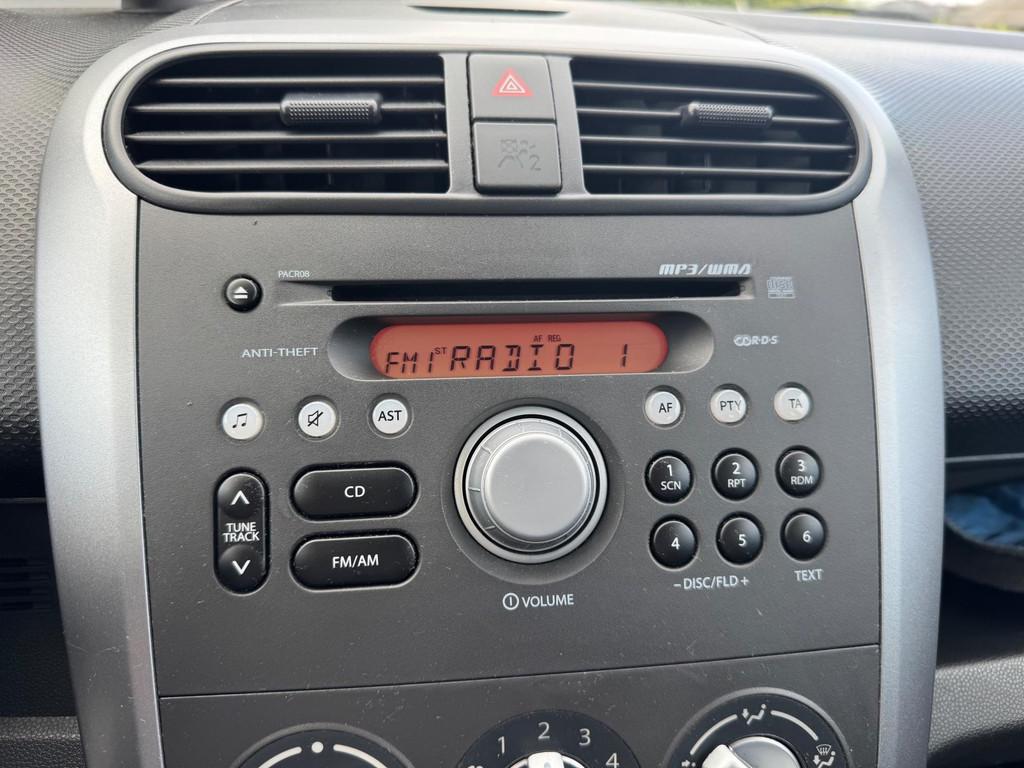 2
PACR08
MP3/WMA
AF REG
ANTI-THEFT
FM1 ST RADIO 1
R·D·S
AST
AF
PTY
TA
1
SCN
2
RPT
3
RDM
TUNE
TRACK
CD
4
5
6
FM/AM
– DISC/FLD +
TEXT
VOLUME
1
2
3
4